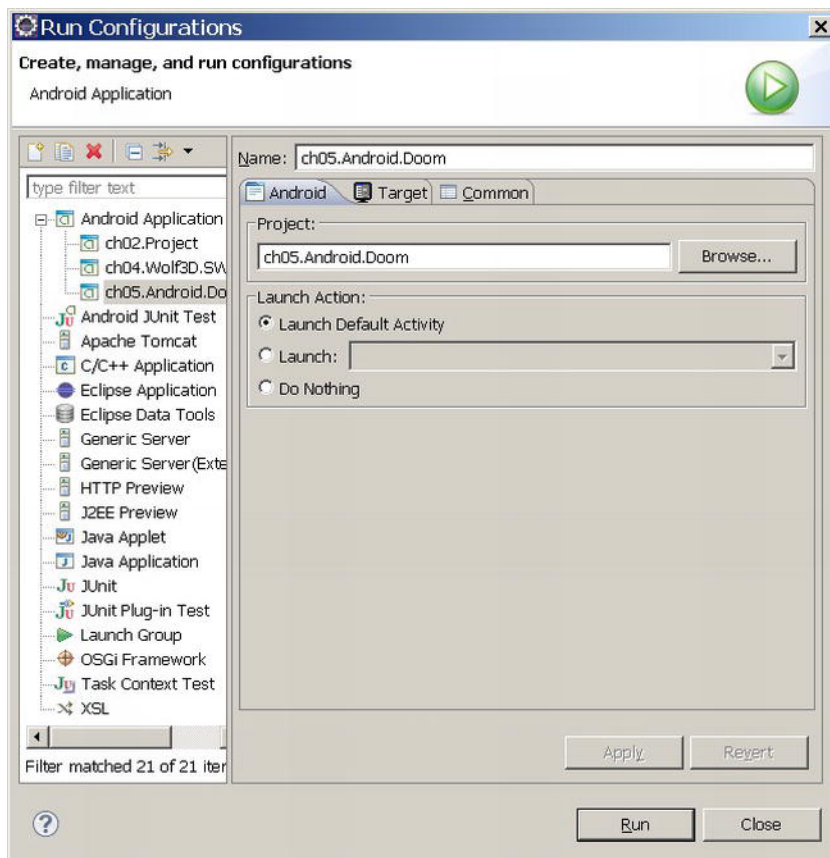 Run Configurations
Create, manage, and run configurations
Android Application
type filter text
Android Application
ch02.Project
ch04.Wolf3D.SW
ch05.Android.Do
Android JUnit Test
Apache Tomcat
C/C++ Application
Eclipse Application
Eclipse Data Tools
Generic Server
Generic Server(Exte
HTTP Preview
J2EE Preview
Java Applet
Java Application
JUnit
JUnit Plug-in Test
Launch Group
OSGi Framework
Task Context Test
XSL
Filter matched 21 of 21 iter
Name: ch05.Android.Doom
Android Target Common
Project:
ch05.Android.Doom Browse...
Launch Action:
Launch Default Activity
Launch:
Do Nothing
Apply Revert
Run Close